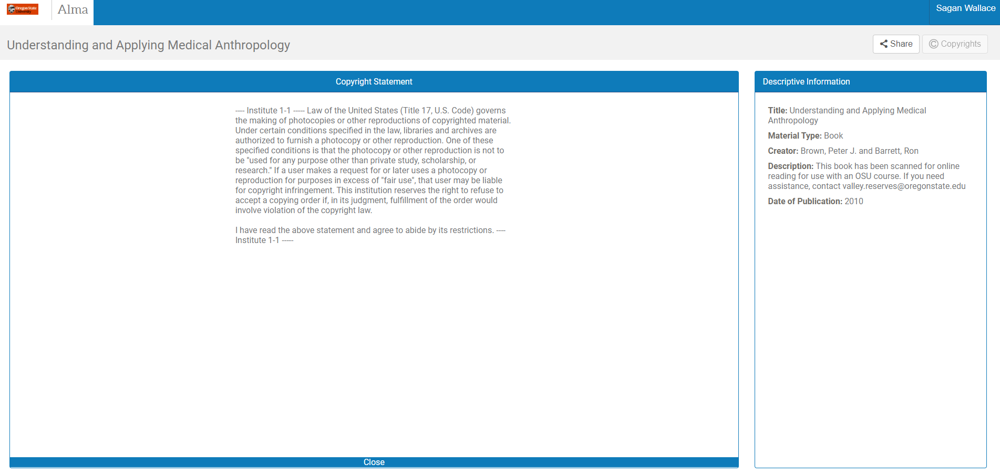 Oregon State
University
Alma
Sagan Wallace
Understanding and Applying Medical Anthropology
Share
© Copyrights
Copyright Statement
---- Institute 1-1 ----- Law of the United States (Title 17, U.S. Code) governs
the making of photocopies or other reproductions of copyrighted material.
Under certain conditions specified in the law, libraries and archives are
authorized to furnish a photocopy or other reproduction. One of these
specified conditions is that the photocopy or other reproduction is not to
be "used for any purpose other than private study, scholarship, or
research." If a user makes a request for or later uses a photocopy or
reproduction for purposes in excess of "fair use", that user may be liable
for copyright infringement. This institution reserves the right to refuse to
accept a copying order if, in its judgment, fulfillment of the order would
involve violation of the copyright law.
I have read the above statement and agree to abide by its restrictions. ----
Institute 1-1 -----
Close
Descriptive Information
Title: Understanding and Applying Medical
Anthropology
Material Type: Book
Creator: Brown, Peter J. and Barrett, Ron
Description: This book has been scanned for online
reading for use with an OSU course. If you need
assistance, contact valley.reserves@oregonstate.edu
Date of Publication: 2010